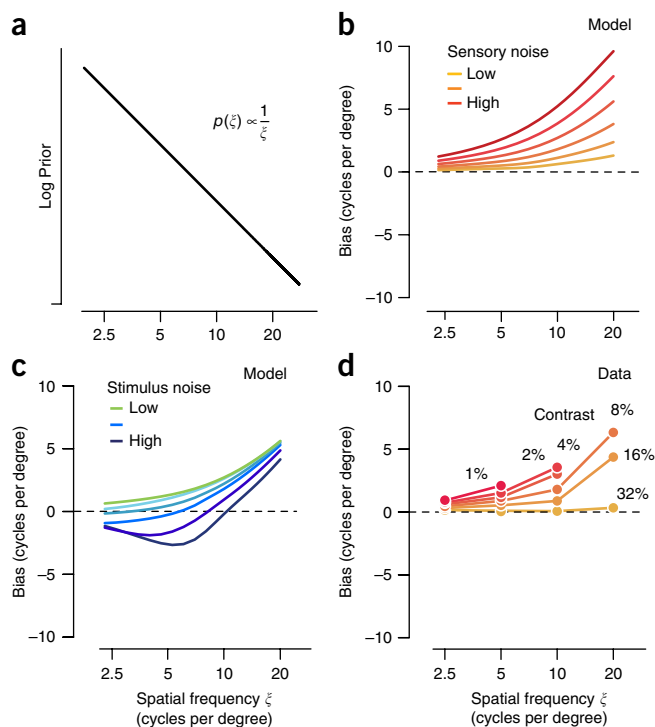 a
Log Prior
p(ξ) ∝ 1/ξ
2.5 5 10 20
b
Model
Sensory noise
Low
High
Bias (cycles per degree)
10
5
0
−5
−10
2.5 5 10 20
c
Model
Stimulus noise
Low
High
Bias (cycles per degree)
10
5
0
−5
−10
2.5 5 10 20
Spatial frequency ξ
(cycles per degree)
d
Data
Contrast
1%
2%
4%
8%
16%
32%
Bias (cycles per degree)
10
5
0
−5
−10
2.5 5 10 20
Spatial frequency ξ
(cycles per degree)